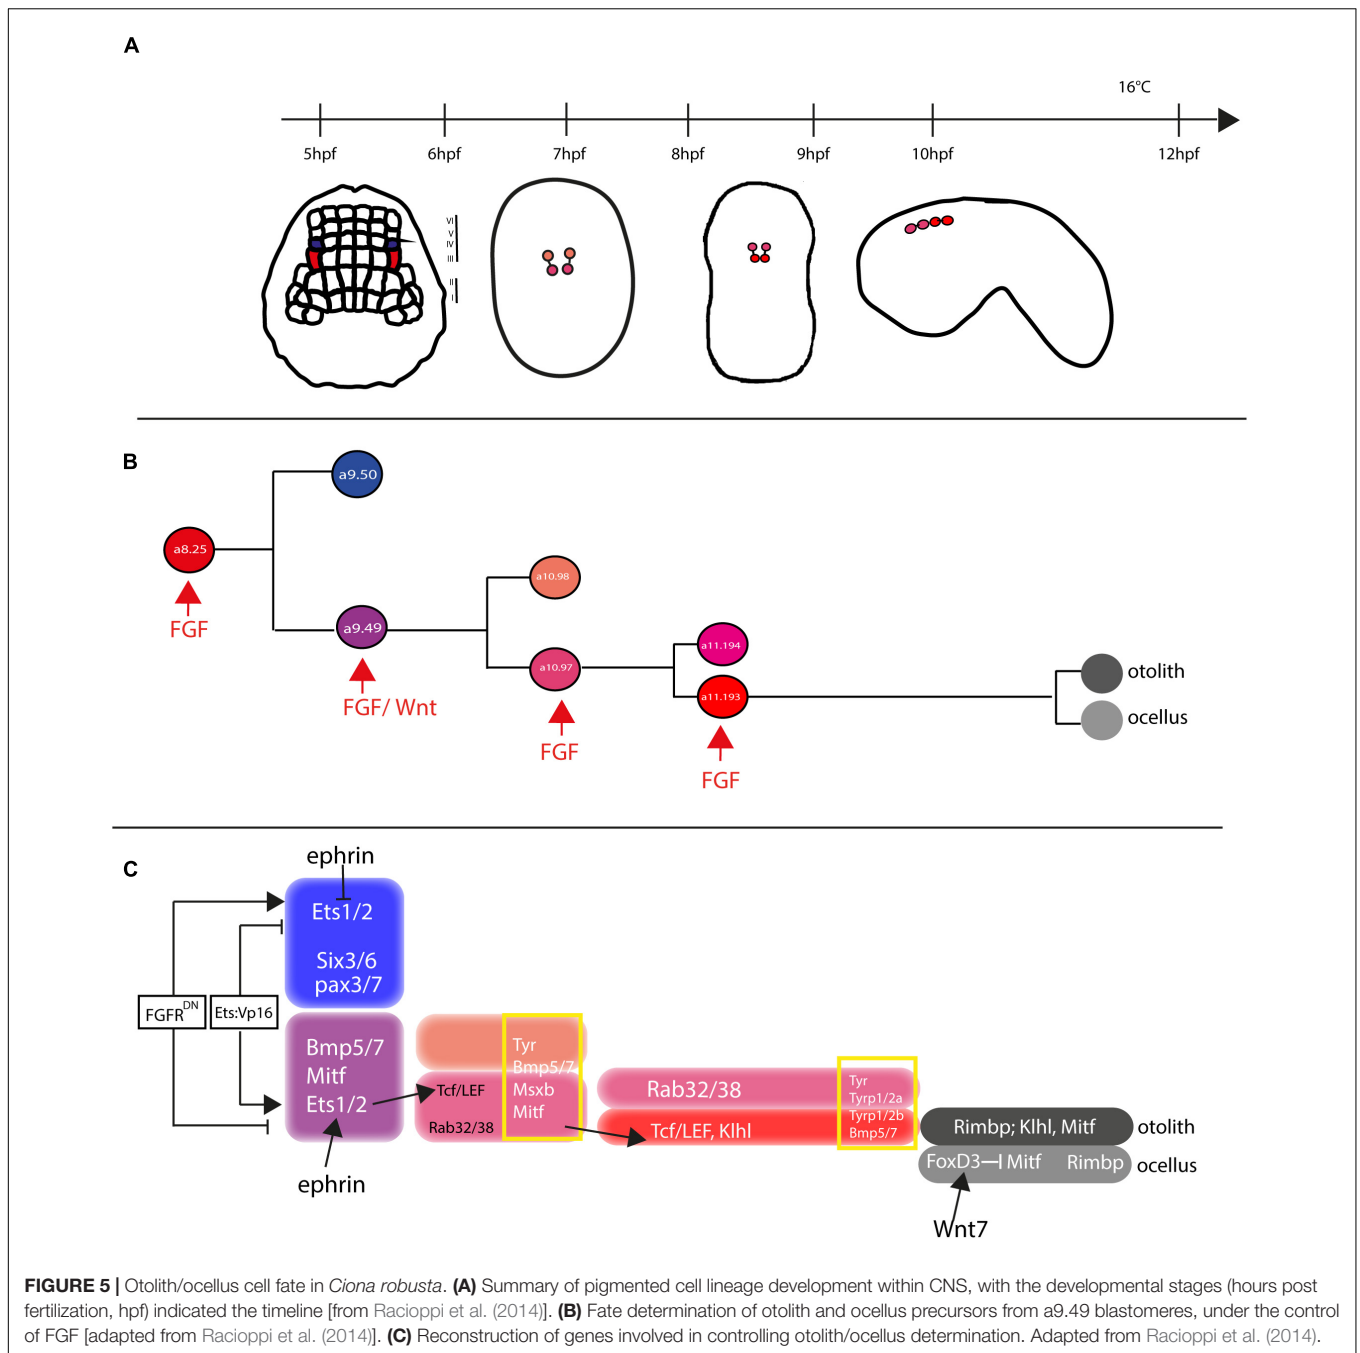 A
16°C
5hpf 6hpf 7hpf 8hpf 9hpf 10hpf 12hpf
VI
V
IV
III
II
I
B
a9.50
a8.25
FGF
a9.49
FGF/ Wnt
a10.98
a10.97
FGF
a11.194
a11.193
FGF
otolith
ocellus
C
ephrin
Ets1/2
Six3/6
pax3/7
FGFR DN
Ets:Vp16
Bmp5/7
Mitf
Ets1/2
ephrin
Tcf/LEF
Rab32/38
Tyr
Bmp5/7
Msxb
Mitf
Rab32/38
Tcf/LEF, Klhl
Tyr
Tyrp1/2a
Tyrp1/2b
Bmp5/7
Rimbp; Klhl, Mitf otolith
FoxD3 Mitf Rimbp ocellus
Wnt7
FIGURE 5 | Otolith/ocellus cell fate in Ciona robusta. (A) Summary of pigmented cell lineage development within CNS, with the developmental stages (hours post
fertilization, hpf) indicated the timeline [from Racioppi et al. (2014)]. (B) Fate determination of otolith and ocellus precursors from a9.49 blastomeres, under the control
of FGF [adapted from Racioppi et al. (2014)]. (C) Reconstruction of genes involved in controlling otolith/ocellus determination. Adapted from Racioppi et al. (2014).